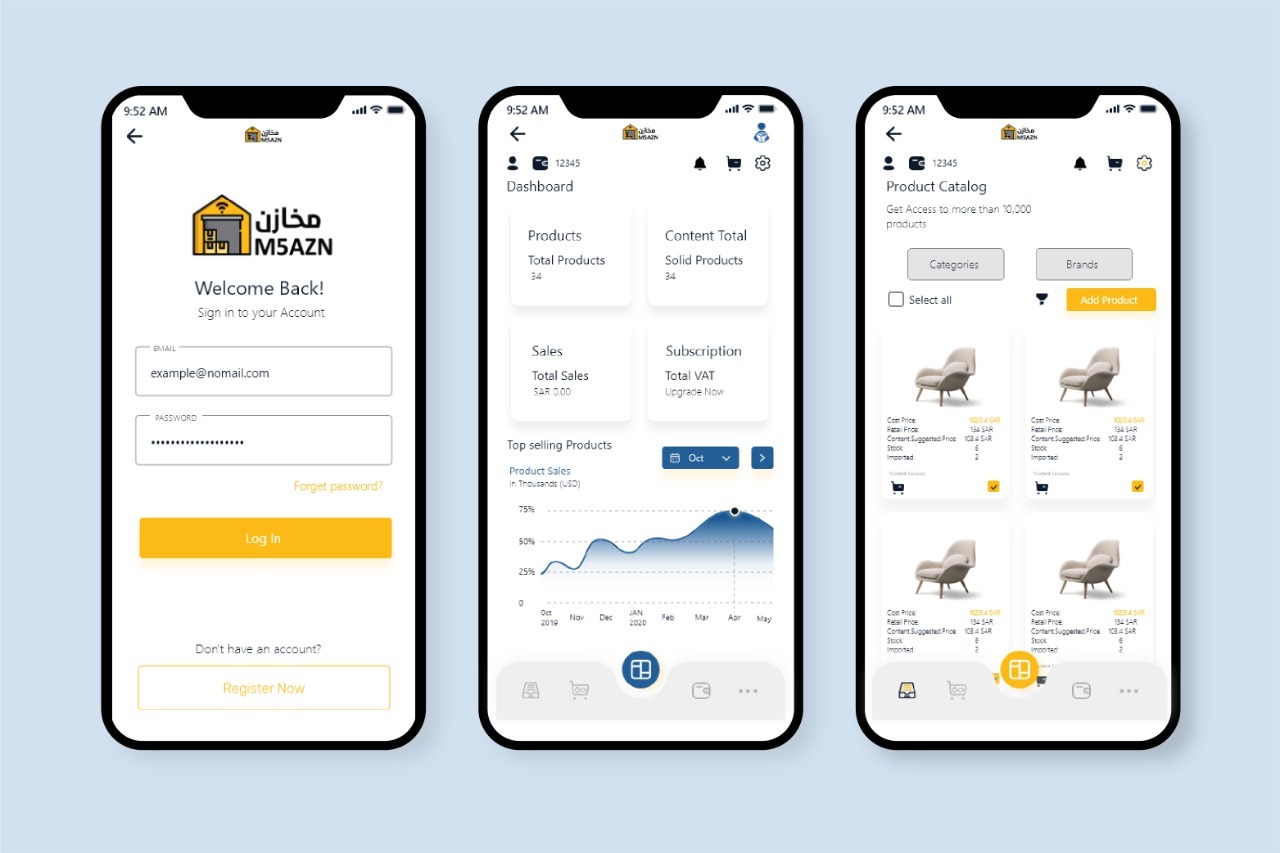 9:52 AM
مخازن
M5AZN
مخازن
M5AZN
Welcome Back!
Sign in to your Account
EMAIL
example@nomail.com
PASSWORD
Forget password?
Log In
Don't have an account?
Register Now
9:52 AM
مخازن
M5AZN
12345
Dashboard
Products
Total Products
34
Content Total
Solid Products
34
Sales
Total Sales
SAR 0.00
Subscription
Total VAT
Upgrade Now
Top selling Products
Oct
Product Sales
in Thousands (USD)
75%
50%
25%
0
Oct 2019 Nov Dec JAN 2020 Feb Mar Apr May
9:52 AM
مخازن
M5AZN
12345
Product Catalog
Get Access to more than 10,000
products
Categories
Brands
Select all
Add Product
Cost Price: 1023.4 SAR
Retail Price: 134 SAR
Content.Suggested.Price: 103.4 SAR
Stock: 6
Imported: 2
Cost Price: 1023.4 SAR
Retail Price: 134 SAR
Content.Suggested.Price: 103.4 SAR
Stock: 6
Imported: 2
Cost Price: 1023.4 SAR
Retail Price: 134 SAR
Content.Suggested.Price: 103.4 SAR
Stock: 6
Imported: 2
Cost Price: 1023.4 SAR
Retail Price: 134 SAR
Content.Suggested.Price: 103.4 SAR
Stock: 6
Imported: 2